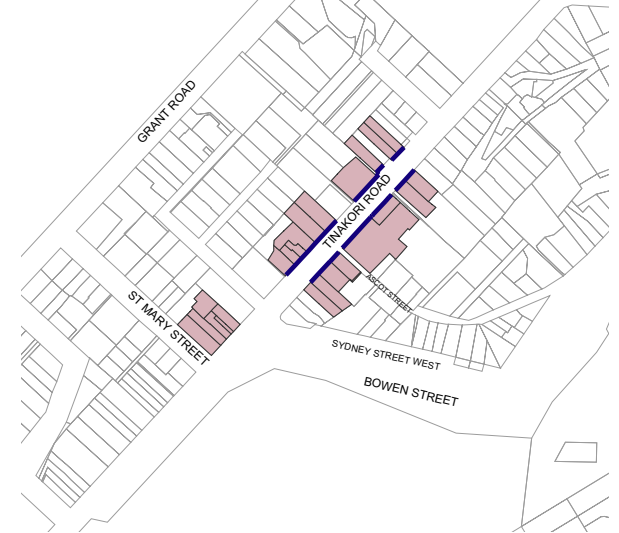 GRANT ROAD
TINAKORI ROAD
ASCOT STREET
ST MARY STREET
SYDNEY STREET WEST
BOWEN STREET